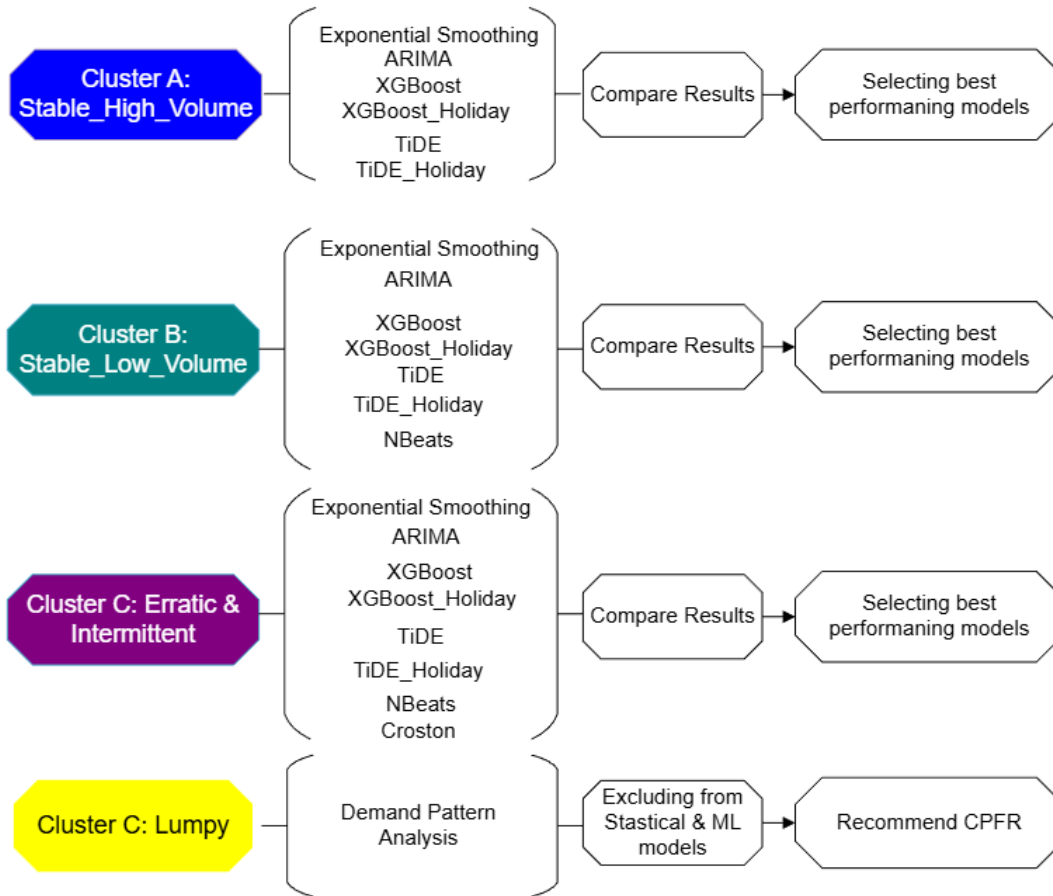 Cluster A:
Stable_High_Volume
Exponential Smoothing
ARIMA
XGBoost
XGBoost_Holiday
TiDE
TiDE_Holiday
Compare Results
Selecting best
performaning models
Cluster B:
Stable_Low_Volume
Exponential Smoothing
ARIMA
XGBoost
XGBoost_Holiday
TiDE
TiDE_Holiday
NBeats
Compare Results
Selecting best
performaning models
Cluster C: Erratic &
Intermittent
Exponential Smoothing
ARIMA
XGBoost
XGBoost_Holiday
TiDE
TiDE_Holiday
NBeats
Croston
Compare Results
Selecting best
performaning models
Cluster C: Lumpy
Demand Pattern
Analysis
Excluding from
Stastical & ML
models
Recommend CPFR